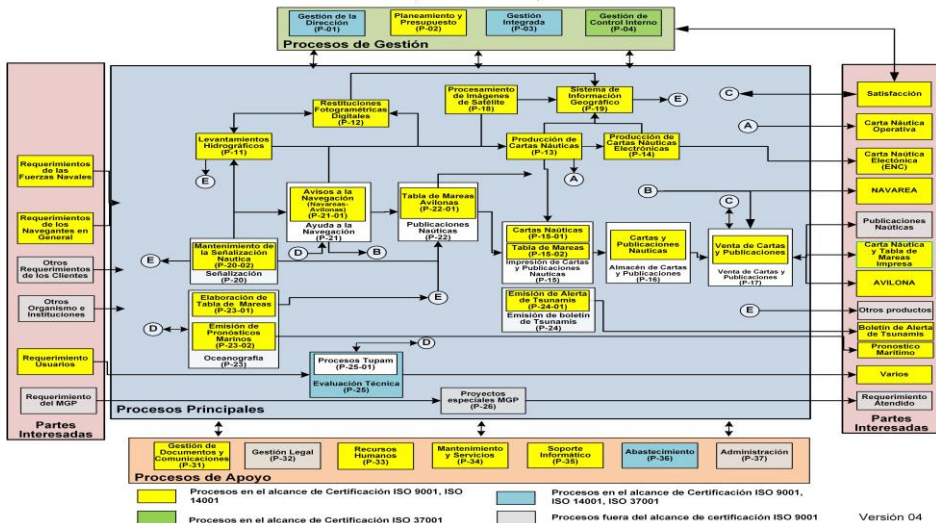 Gestión de la
Dirección
(P-01)
Planeamiento y
Presupuesto
(P-02)
Gestión
Integrada
(P-03)
Gestión de
Control Interno
(P-04)
Procesos de Gestión
Restituciones
Fotogramétricas
Digitales
(P-12)
Procesamiento
de Imágenes
de Satélite
(P-18)
Sistema de
Información
Geográfico
(P-19)
E
C
Satisfacción
Levantamientos
Hidrográficos
(P-11)
Producción de
Cartas Náuticas
(P-13)
Producción de
Cartas Náuticas
Electrónicas
(P-14)
A
Carta Náutica
Operativa
E
A
Carta Naútica
Electónica
(ENC)
Requerimientos
de las
Fuerzas Navales
Avisos a la
Navegación
(Navareas-
Avilonas)
(P-21-01)
Ayuda a la
Navegación
(P-21)
Tabla de Mareas
Avilonas
(P-22-01)
Publicaciones
Naúticas
(P-22)
B
NAVAREA
C
Requerimientos
de los
Navegantes en
General
Publicaciones
Naúticas
Mantenimiento de
la Señalización
Nautica
(P-20-02)
Señalización
(P-20)
E
D
B
Cartas Naúticas
(P-15-01)
Tabla de Mareas
(P-15-02)
Impresión de Cartas
y Publicaciones
Nauticas
(P-15)
Cartas y
Publicaciones
Nauticas
Almacén de Cartas y
Publicaciones
(P-16)
Venta de Cartas y
Publicaciones
Venta de Cartas y
Publicaciones
(P-17)
Carta Náutica y
Tabla de
Mareas
Impresa
Otros
Requerimientos
de los Clientes
AVILONA
Otros
Organismo e
Instituciones
Elaboración de
Tabla de Mareas
(P-23-01)
E
Emisión de Alerta de
Tsunamis
(P-24-01)
Emisión de boletin
de Tsunamis
(P-24)
E
Otros productos
D
Emisión de
Pronósticos
Marinos
(P-23-02)
Oceanografía
(P-23)
Boletin de Alerta
de Tsunamis
D
Pronostico
Marítimo
Requerimiento
Usuarios
Procesos Tupam
(P-25-01)
Evaluación Técnica
(P-25)
Varios
Requerimiento
del MGP
Proyectos
especiales MGP
(P-26)
Requerimiento
Atendido
Procesos Principales
Partes
Interesadas
Partes
Interesadas
Gestión de
Documentos y
Comunicaciones
(P-31)
Gestión Legal
(P-32)
Recursos
Humanos
(P-33)
Mantenimiento
y Servicios
(P-34)
Soporte
Informático
(P-35)
Abastecimiento
(P-36)
Administración
(P-37)
Procesos de Apoyo
Procesos en el alcance de Certificación ISO 9001, ISO
14001
Procesos en el alcance de Certificación ISO 9001,
ISO 14001, ISO 37001
Procesos en el alcance de Certificación ISO 37001
Procesos fuera del alcance de certificación ISO 9001
Versión 04